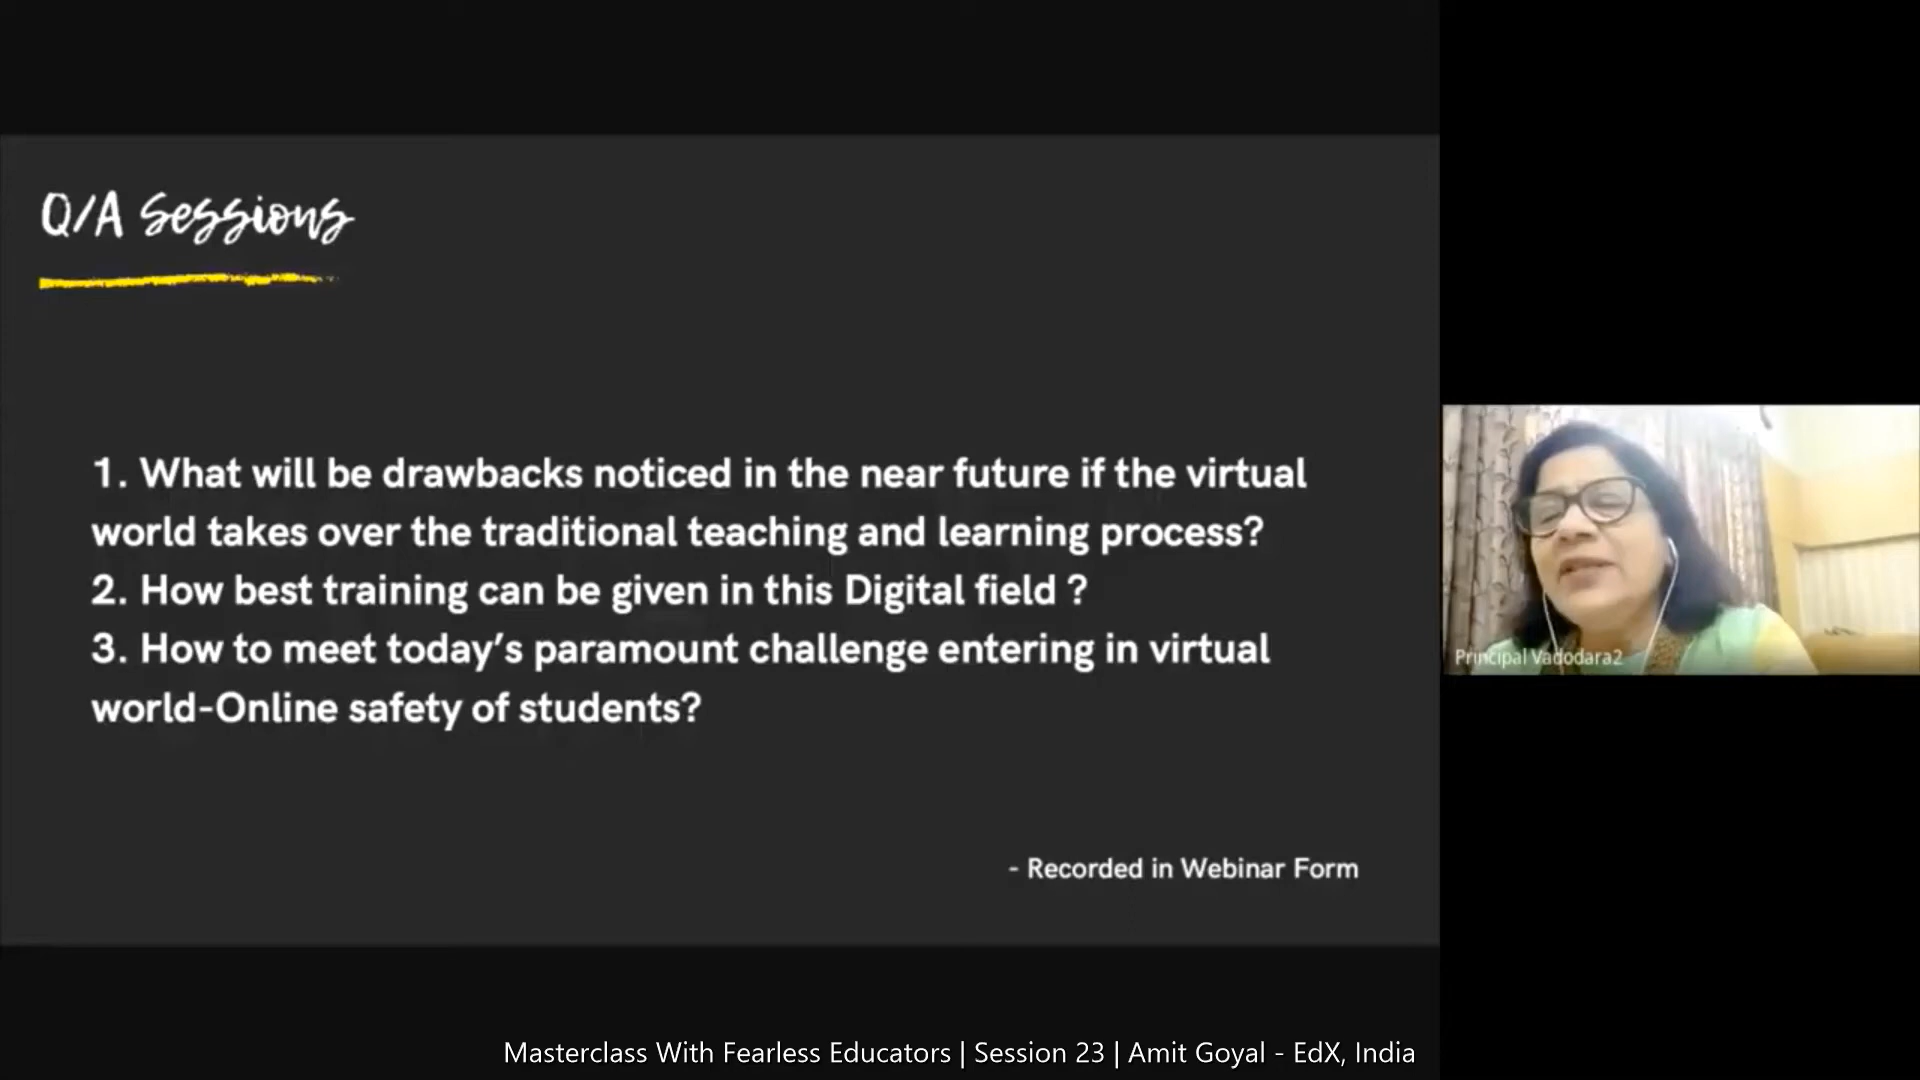 Q/A Sessions
1. What will be drawbacks noticed in the near future if the virtual
world takes over the traditional teaching and learning process?
2. How best training can be given in this Digital field ?
3. How to meet today’s paramount challenge entering in virtual
world-Online safety of students?
- Recorded in Webinar Form
Principal Vadodara2
Masterclass With Fearless Educators | Session 23 | Amit Goyal - EdX, India